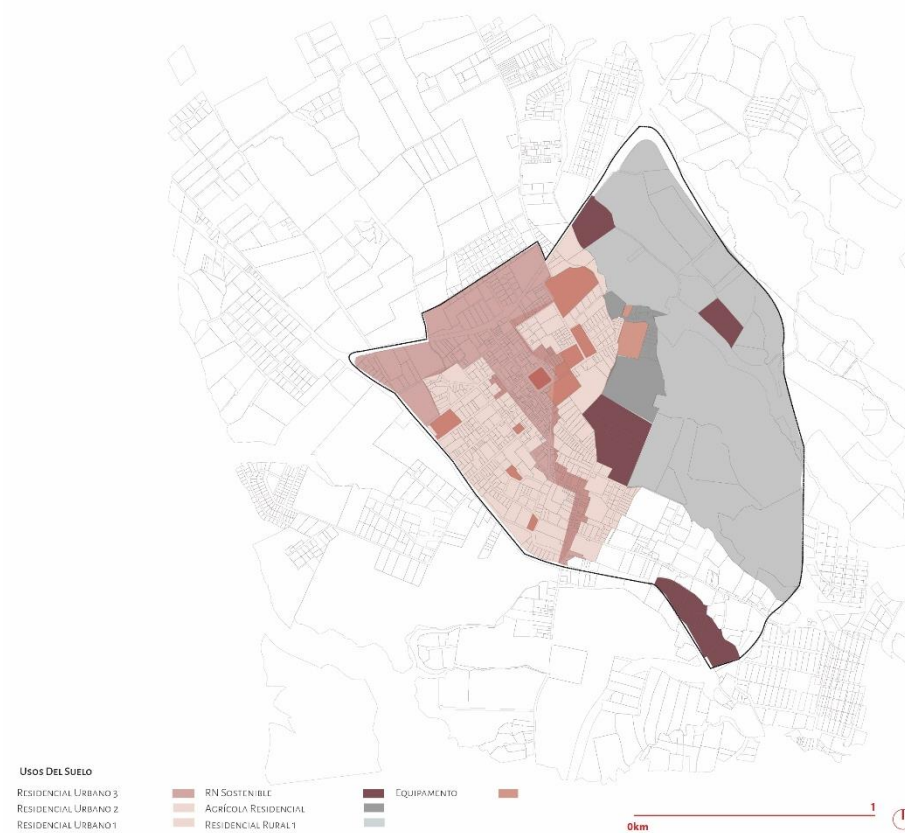 Usos Del Suelo
Residencial Urbano 3 RN Sostenible Equipamento
Residencial Urbano 2 Agrícola Residencial
Residencial Urbano 1 Residencial Rural 1
1
0km